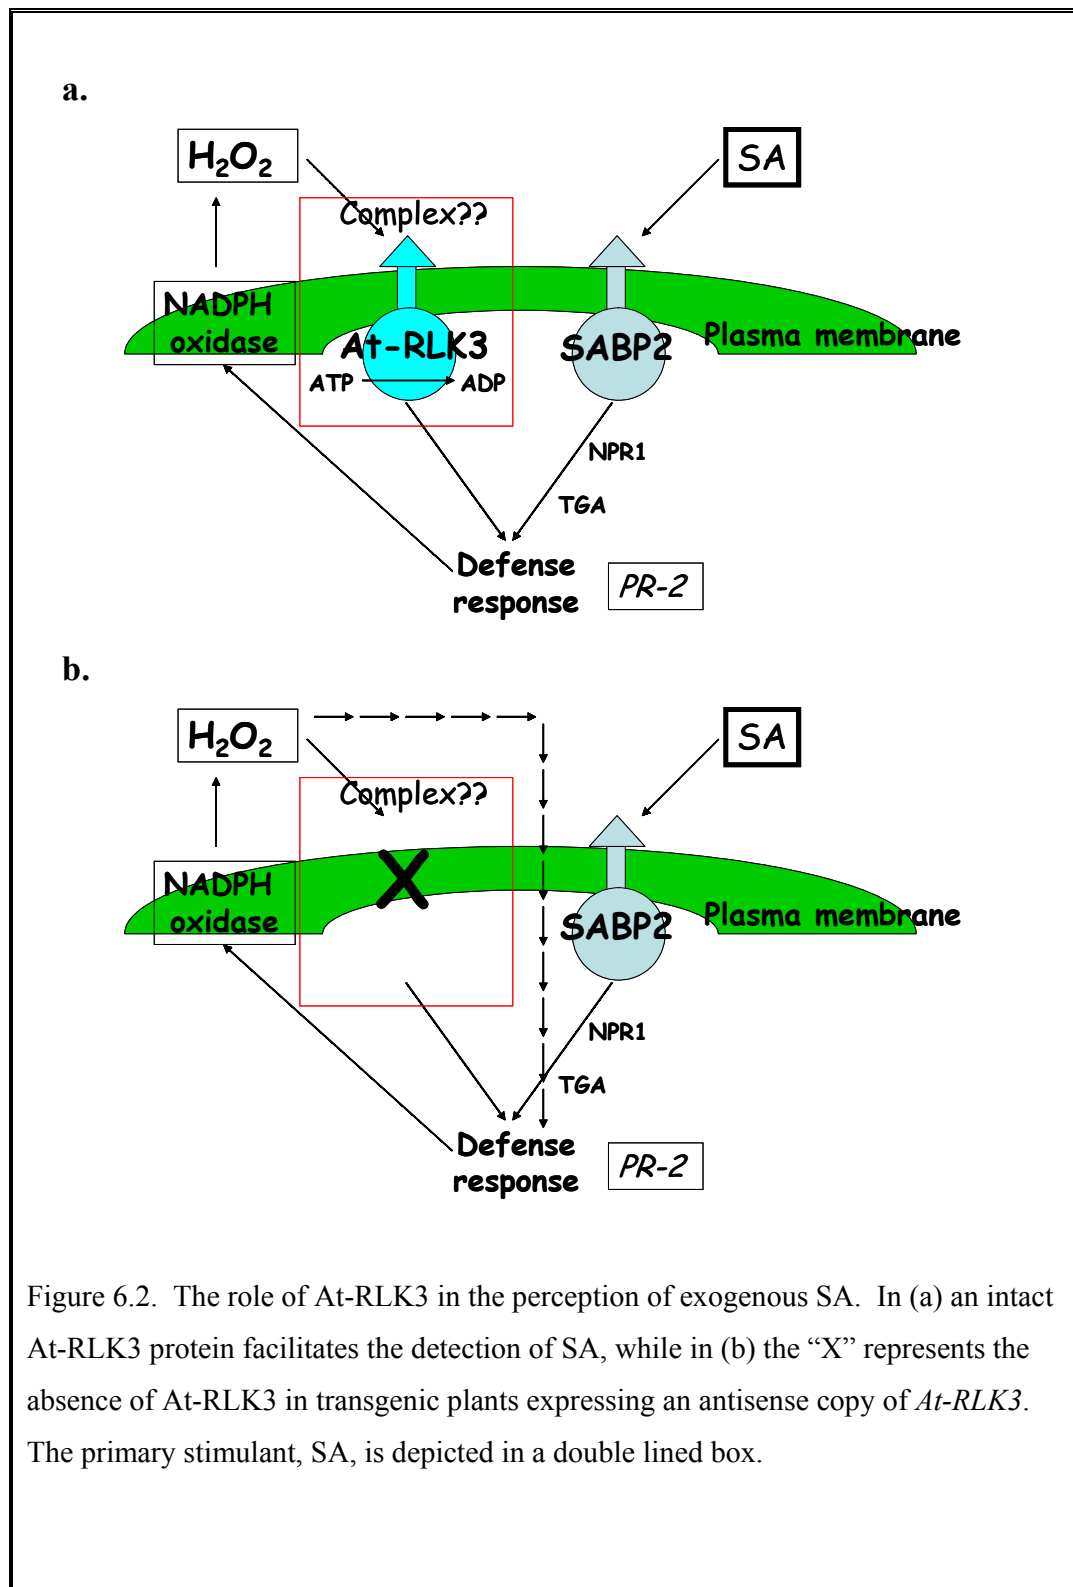 a.
H₂O₂
SA
Complex??
NADPH
oxidase
At-RLK3
SABP2
Plasma membrane
ATP
ADP
NPR1
TGA
Defense
response
PR-2
b.
H₂O₂
SA
Complex??
X
NADPH
oxidase
SABP2
Plasma membrane
NPR1
TGA
Defense
response
PR-2
Figure 6.2. The role of At-RLK3 in the perception of exogenous SA. In (a) an intact
At-RLK3 protein facilitates the detection of SA, while in (b) the “X” represents the
absence of At-RLK3 in transgenic plants expressing an antisense copy of At-RLK3.
The primary stimulant, SA, is depicted in a double lined box.